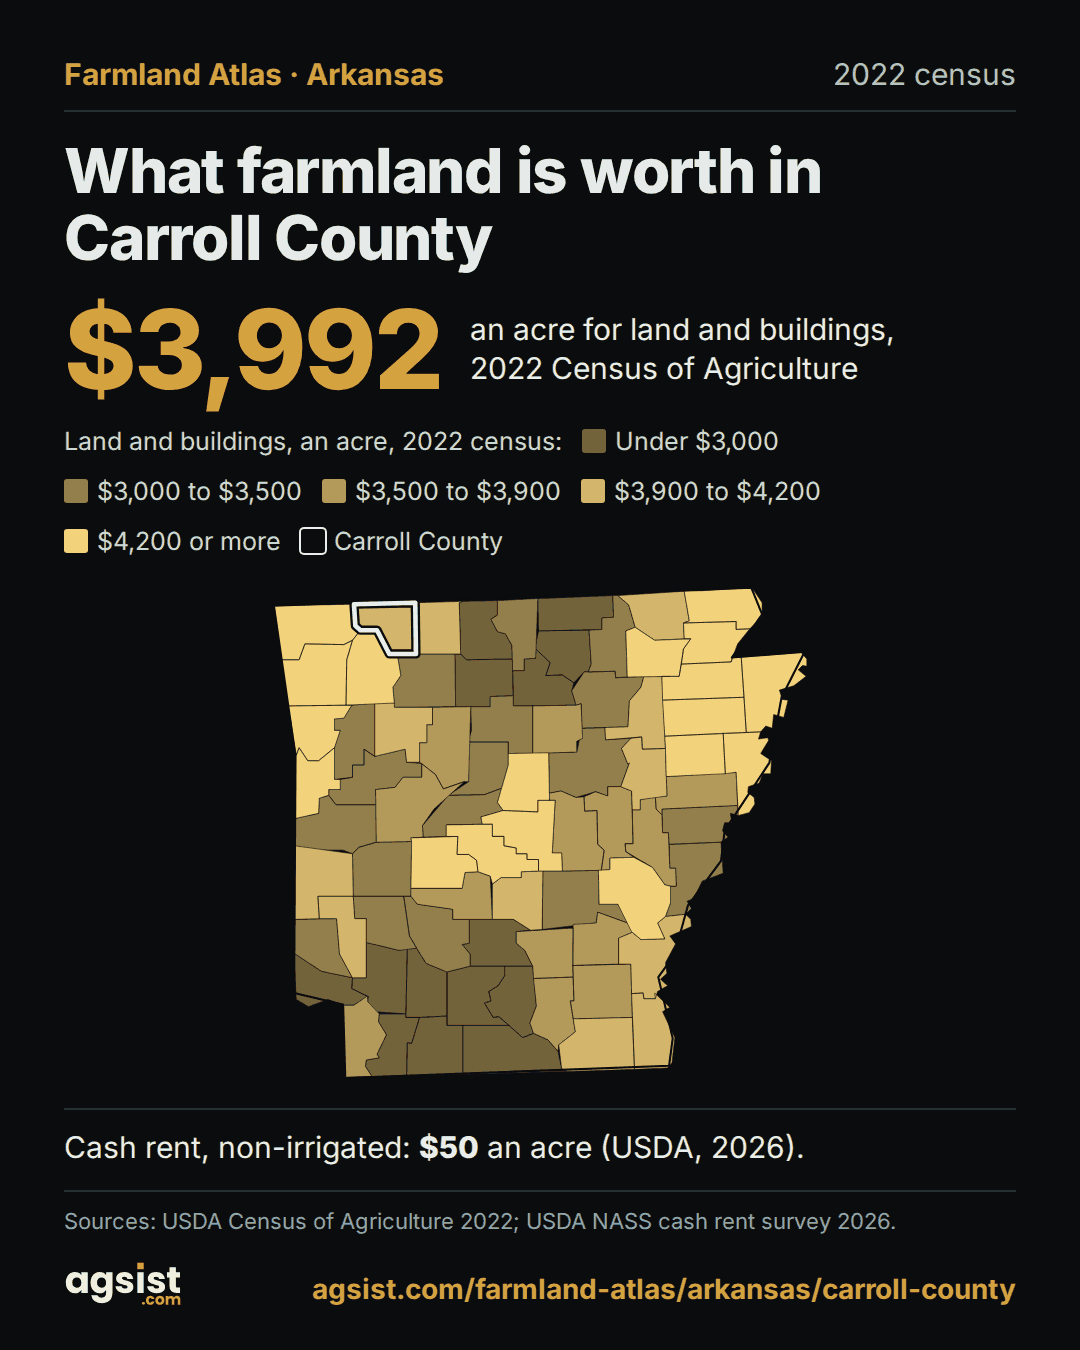 Farmland Atlas · Arkansas
2022 census
What farmland is worth in
Carroll County
$3,992
an acre for land and buildings,
2022 Census of Agriculture
Land and buildings, an acre, 2022 census: Under $3,000
$3,000 to $3,500 $3,500 to $3,900 $3,900 to $4,200
$4,200 or more Carroll County
Cash rent, non-irrigated: $50 an acre (USDA, 2026).
Sources: USDA Census of Agriculture 2022; USDA NASS cash rent survey 2026.
agsist
.com
agsist.com/farmland-atlas/arkansas/carroll-county